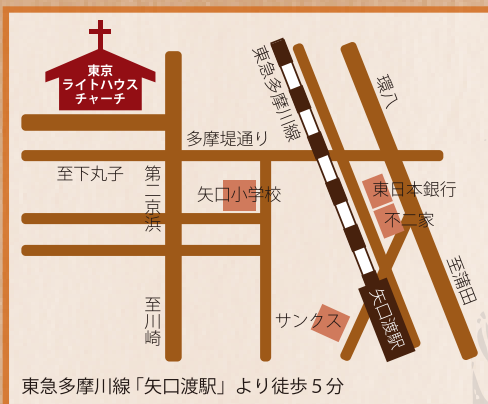 東京
ライトハウス
チャーチ
東急多摩川線
環八
多摩堤通り
至下丸子
第二京浜
矢口小学校
東日本銀行
不二家
至蒲田
至川崎
サンクス
矢口渡駅
東急多摩川線「矢口渡駅」より徒歩5分